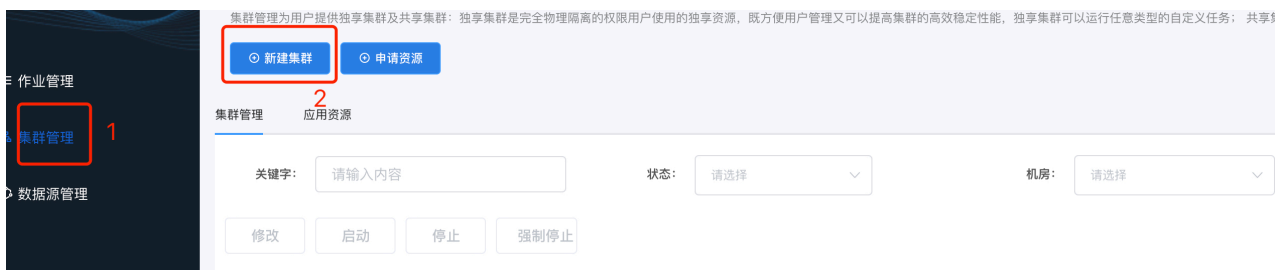 集群管理为用户提供独享集群及共享集群：独享集群是完全物理隔离的权限用户使用的独享资源，既方便用户管理又可以提高集群的高效稳定性能，独享集群可以运行任意类型的自定义任务； 共享集
新建集群 申请资源
作业管理
2
集群管理 应用资源
集群管理 1
关键字： 请输入内容 状态： 请选择 机房： 请选择
数据源管理
修改 启动 停止 强制停止